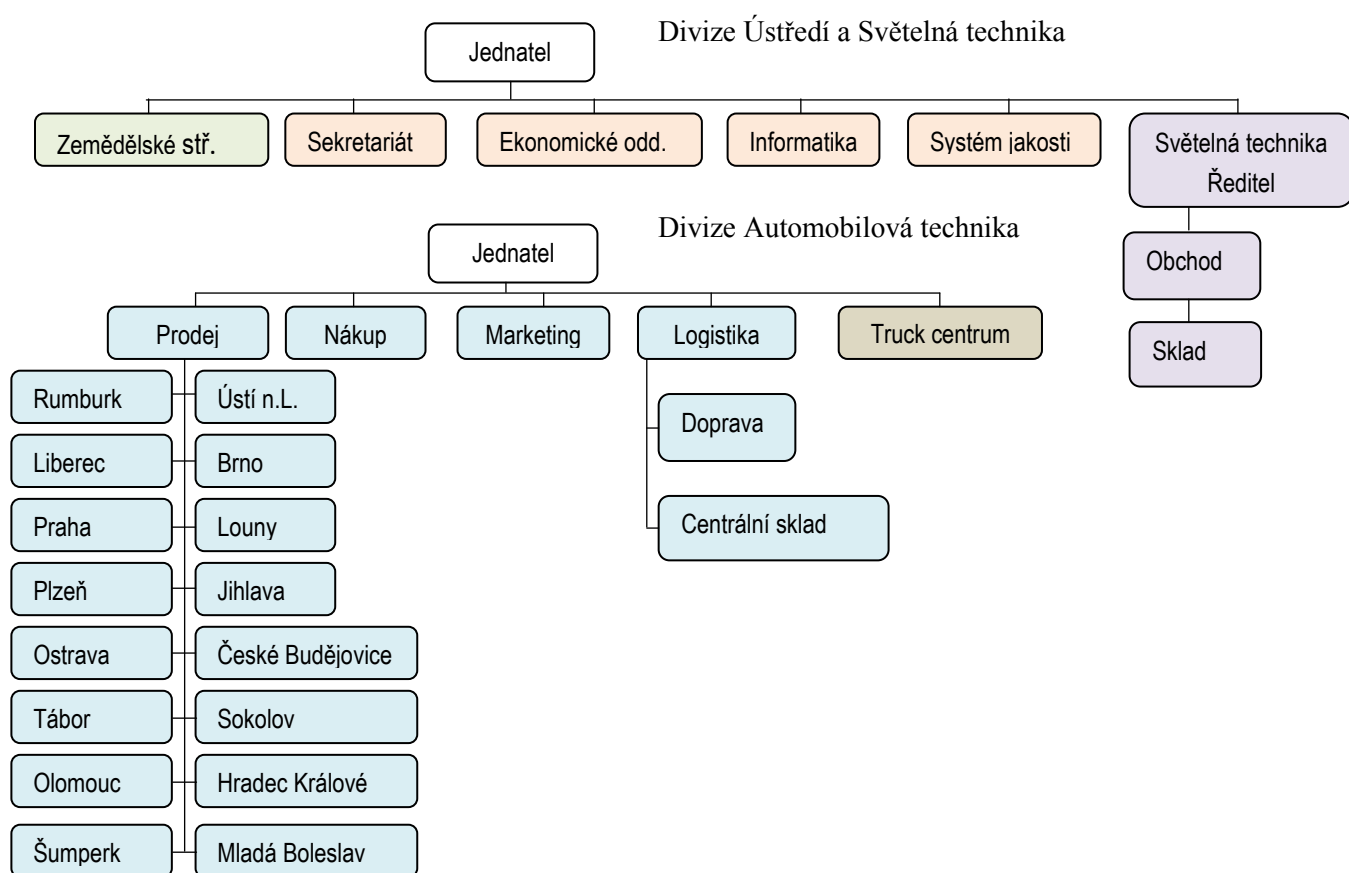 Divize Ústředí a Světelná technika
Jednatel
Zemědělské stř.
Sekretariát
Ekonomické odd.
Informatika
Systém jakosti
Světelná technika
Ředitel
Obchod
Sklad
Divize Automobilová technika
Jednatel
Prodej
Nákup
Marketing
Logistika
Truck centrum
Rumburk
Ústí n.L.
Liberec
Brno
Praha
Louny
Plzeň
Jihlava
Ostrava
České Budějovice
Tábor
Sokolov
Olomouc
Hradec Králové
Šumperk
Mladá Boleslav
Doprava
Centrální sklad